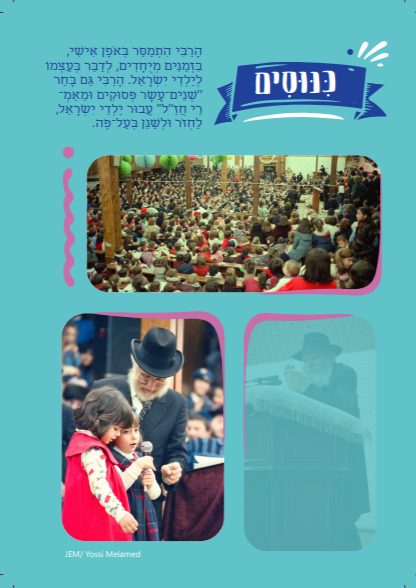 כִּנּוּסִים
הָרַבִּי הִתְמַסֵּר בְּאֹפֶן אִישִׁי,
בִּזְמַנִּים מְיֻחָדִים, לְדַבֵּר בְּעַצְמוֹ
לְיַלְדֵי יִשְׂרָאֵל. הָרַבִּי גַּם בָּחַר
"שְׁנֵים־עָשָׂר פְּסוּקִים וּמַאַמְ־
רֵי חֲזַ"ל" עֲבוּר יַלְדֵי יִשְׂרָאֵל,
לַחְזֹר וּלְשַׁנֵּן בְּעַל־פֶּה.
JEM/ Yossi Melamed